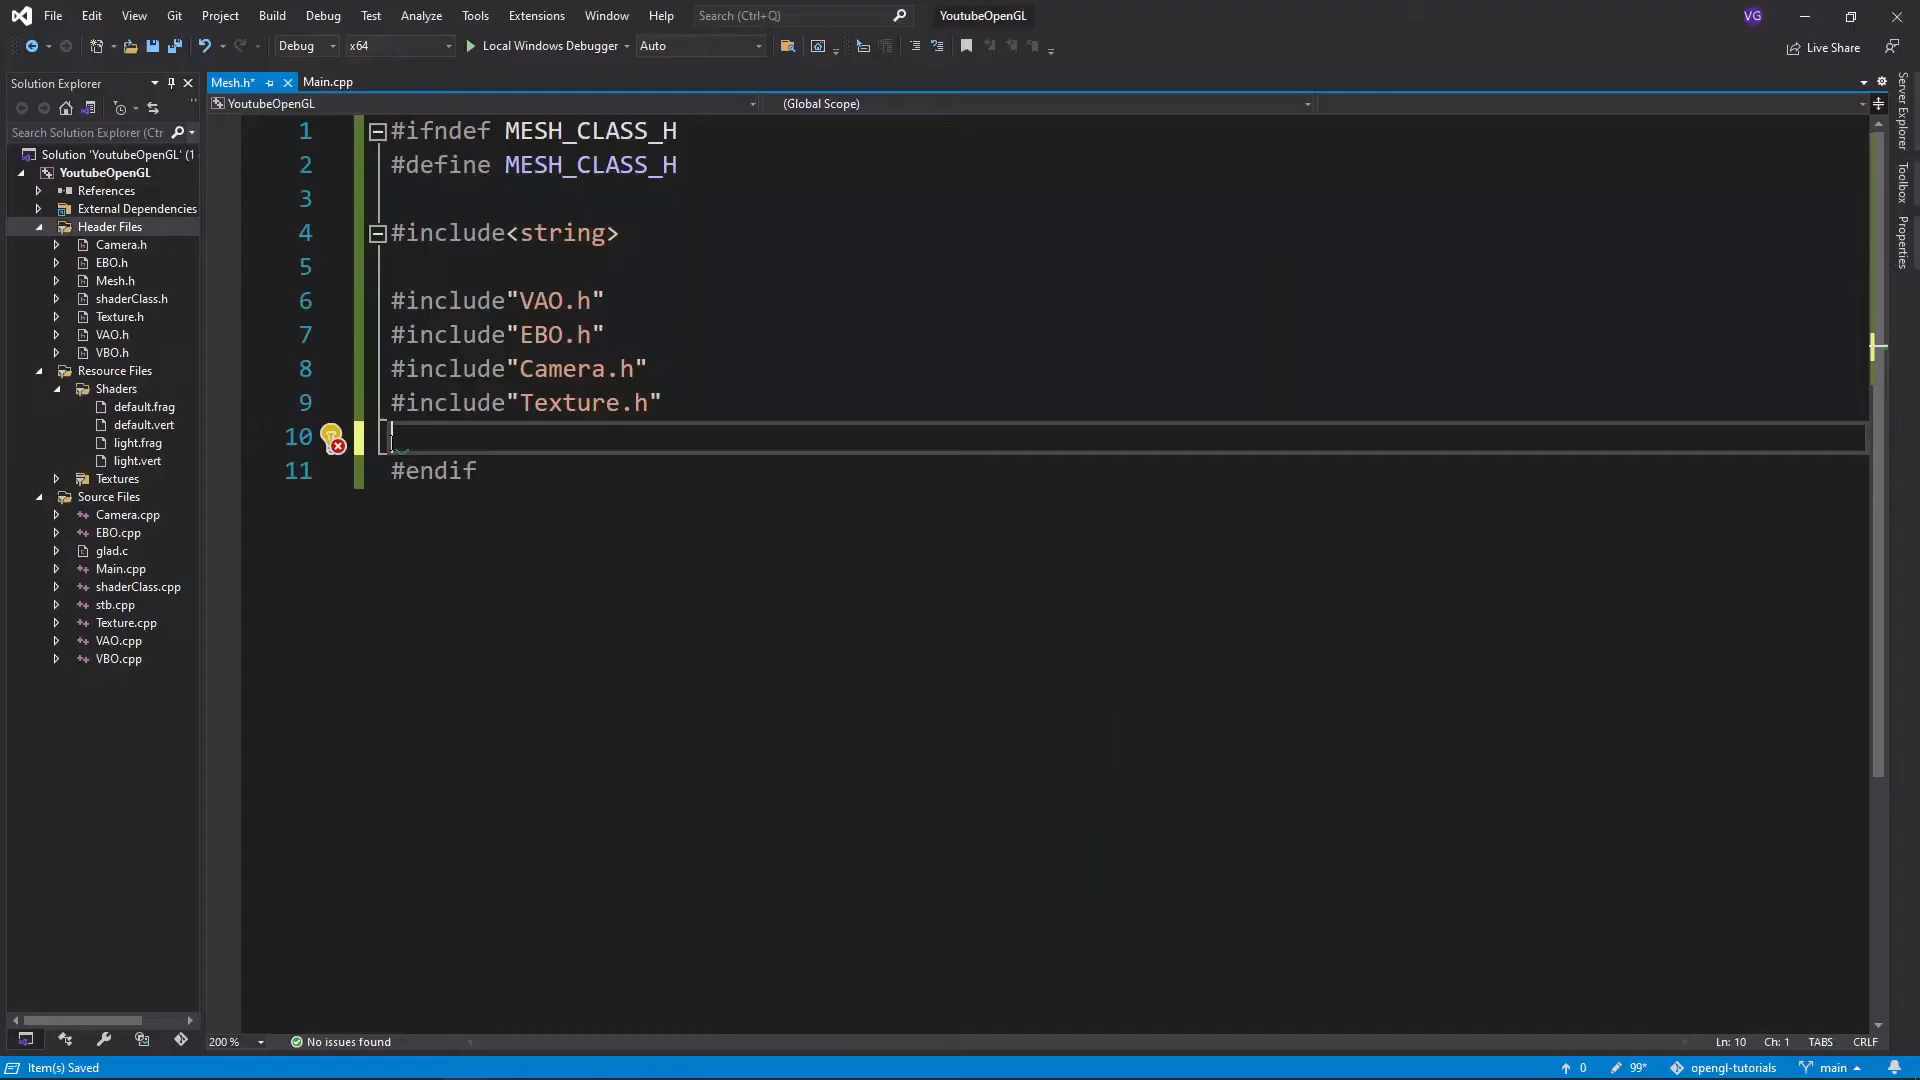 File Edit View Git Project Build Debug Test Analyze Tools Extensions Window Help Search (Ctrl+Q) YoutubeOpenGL VG
Debug x64 Local Windows Debugger Auto Live Share
Solution Explorer
Search Solution Explorer (Ctr
Solution 'YoutubeOpenGL' (1
YoutubeOpenGL
References
External Dependencies
Header Files
Camera.h
EBO.h
Mesh.h
shaderClass.h
Texture.h
VAO.h
VBO.h
Resource Files
Shaders
default.frag
default.vert
light.frag
light.vert
Textures
Source Files
Camera.cpp
EBO.cpp
glad.c
Main.cpp
shaderClass.cpp
stb.cpp
Texture.cpp
VAO.cpp
VBO.cpp
Mesh.h* Main.cpp
YoutubeOpenGL (Global Scope)
1 #ifndef MESH_CLASS_H
2 #define MESH_CLASS_H
3
4 #include<string>
5
6 #include"VAO.h"
7 #include"EBO.h"
8 #include"Camera.h"
9 #include"Texture.h"
10
11 #endif
Server Explorer
Toolbox
Properties
200 % No issues found Ln: 10 Ch: 1 TABS CRLF
Item(s) Saved 0 99* opengl-tutorials main